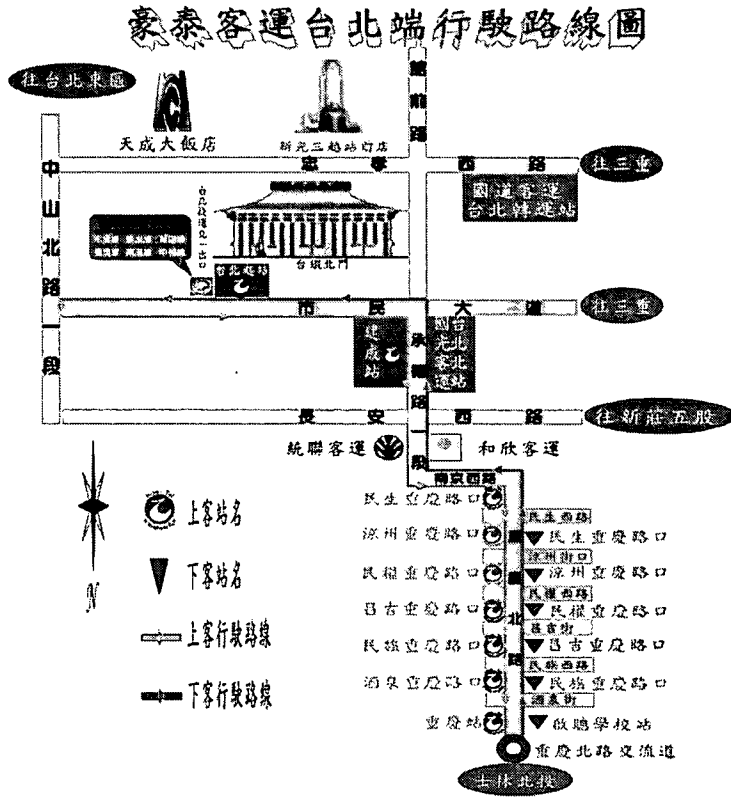 豪泰客運台北端行駛路線圖
往台北東區
天成大飯店
新光三越站前店
館前路
中山北路一段
忠孝西路
往三重
國道客運
台北轉運站
台北車站
市民大道
往三重
建成站
國光客運
台北北站
承德路一段
長安西路
往新莊五股
統聯客運
和欣客運
南京西路
N
上客站名
下客站名
上客行駛路線
下客行駛路線
民生重慶路口
涼州重慶路口
民權重慶路口
昌吉重慶路口
民族重慶路口
酒泉重慶路口
重慶站
重慶北路
民生西路
民生重慶路口
涼州街口
涼州重慶路口
民權西路
民權重慶路口
昌吉街
昌吉重慶路口
民族西路
民族重慶路口
酒泉街
啟聰學校站
重慶北路交流道
士林北投